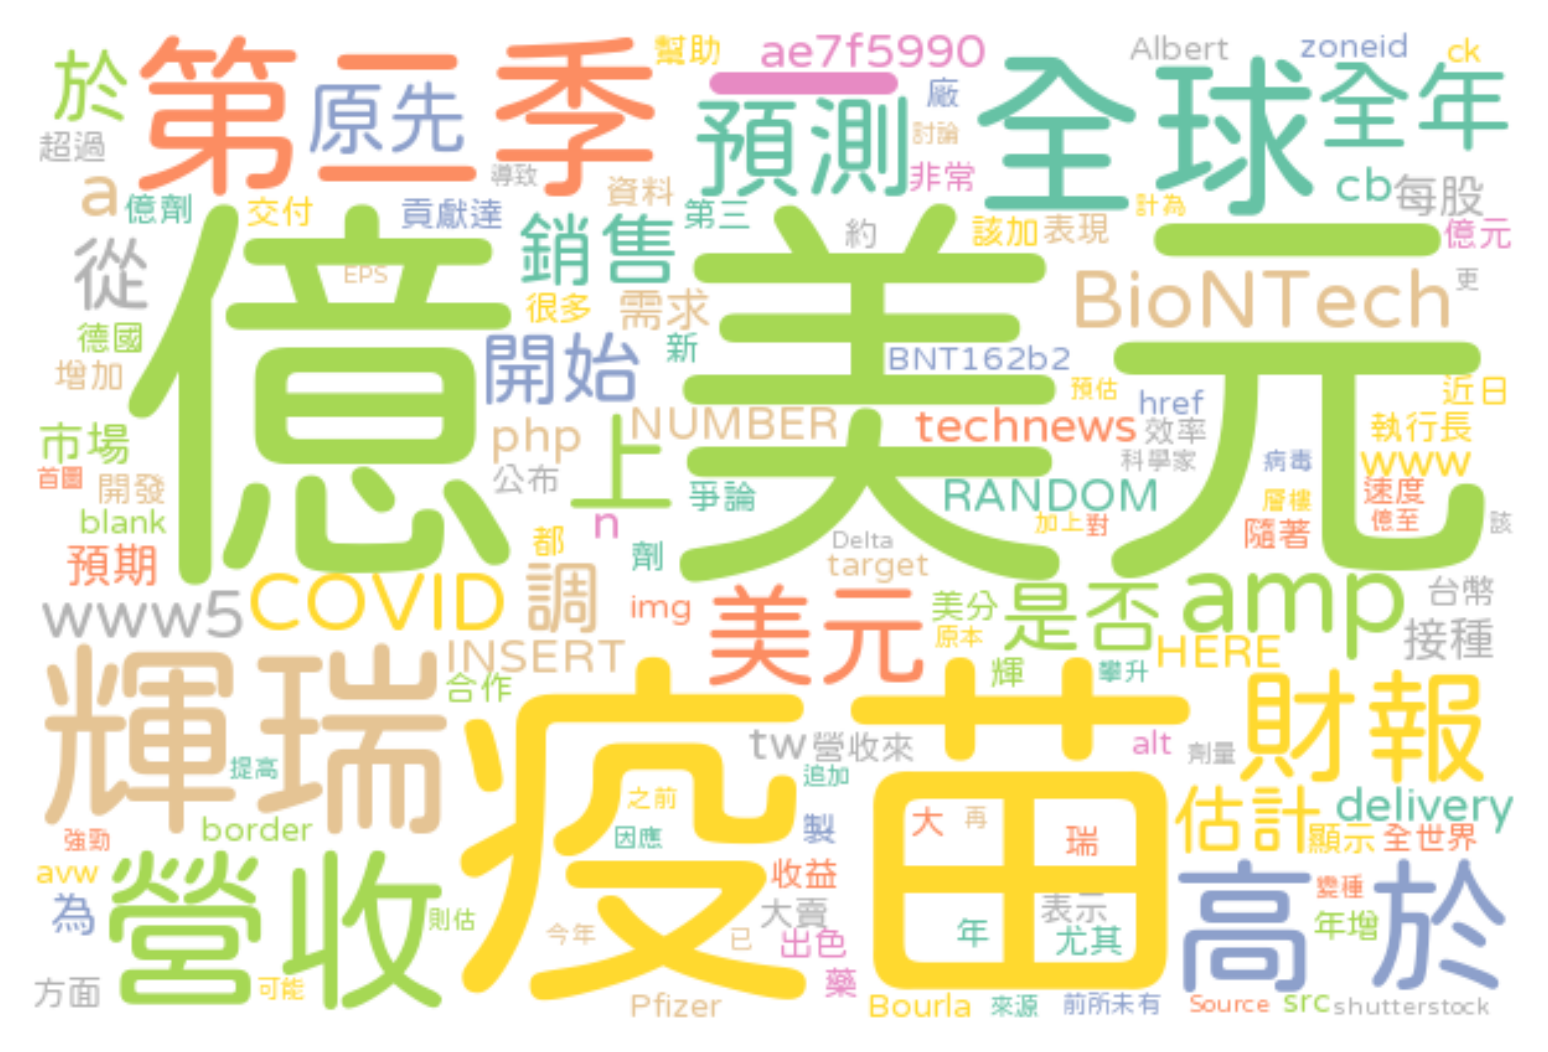 於
第二季
原先
幫助
ae7f5990
一
廠
Albert
zoneid
ck
超過
導致
預測
討論
非常
全球
全年
a
億劑
交付
貢獻達
資料
銷售
第三
約
該加
表現
計為
cb
每股
億元
從
億
EPS
很多
需求
美
元
BioNTech
更
德國
增加
開始
新
BNT162b2
預估
href
近日
市場
首圖
開發
blank
php
公布
上
NUMBER
technews
效率
科學家
病毒
執行長
www
爭論
RANDOM
層樓
速度
億至
該
預期
n
都
劑
Delta
target
加上
對
隨著
www5
COVID
調
img
美元
美分
原本
是否
amp
台幣
接種
輝瑞
INSERT
合作
疫苗
輝
攀升
HERE
財報
提高
border
強勁
tw
營收來
追加
alt
劑量
之前
因應
製
大
再
瑞
估計
delivery
顯示
全世界
avw
為
營收
則估
收益
大賣
表示
高於
變種
年增
今年
已
出色
年
尤其
方面
可能
Pfizer
藥
Bourla
來源
前所未有
Source
src
shutterstock